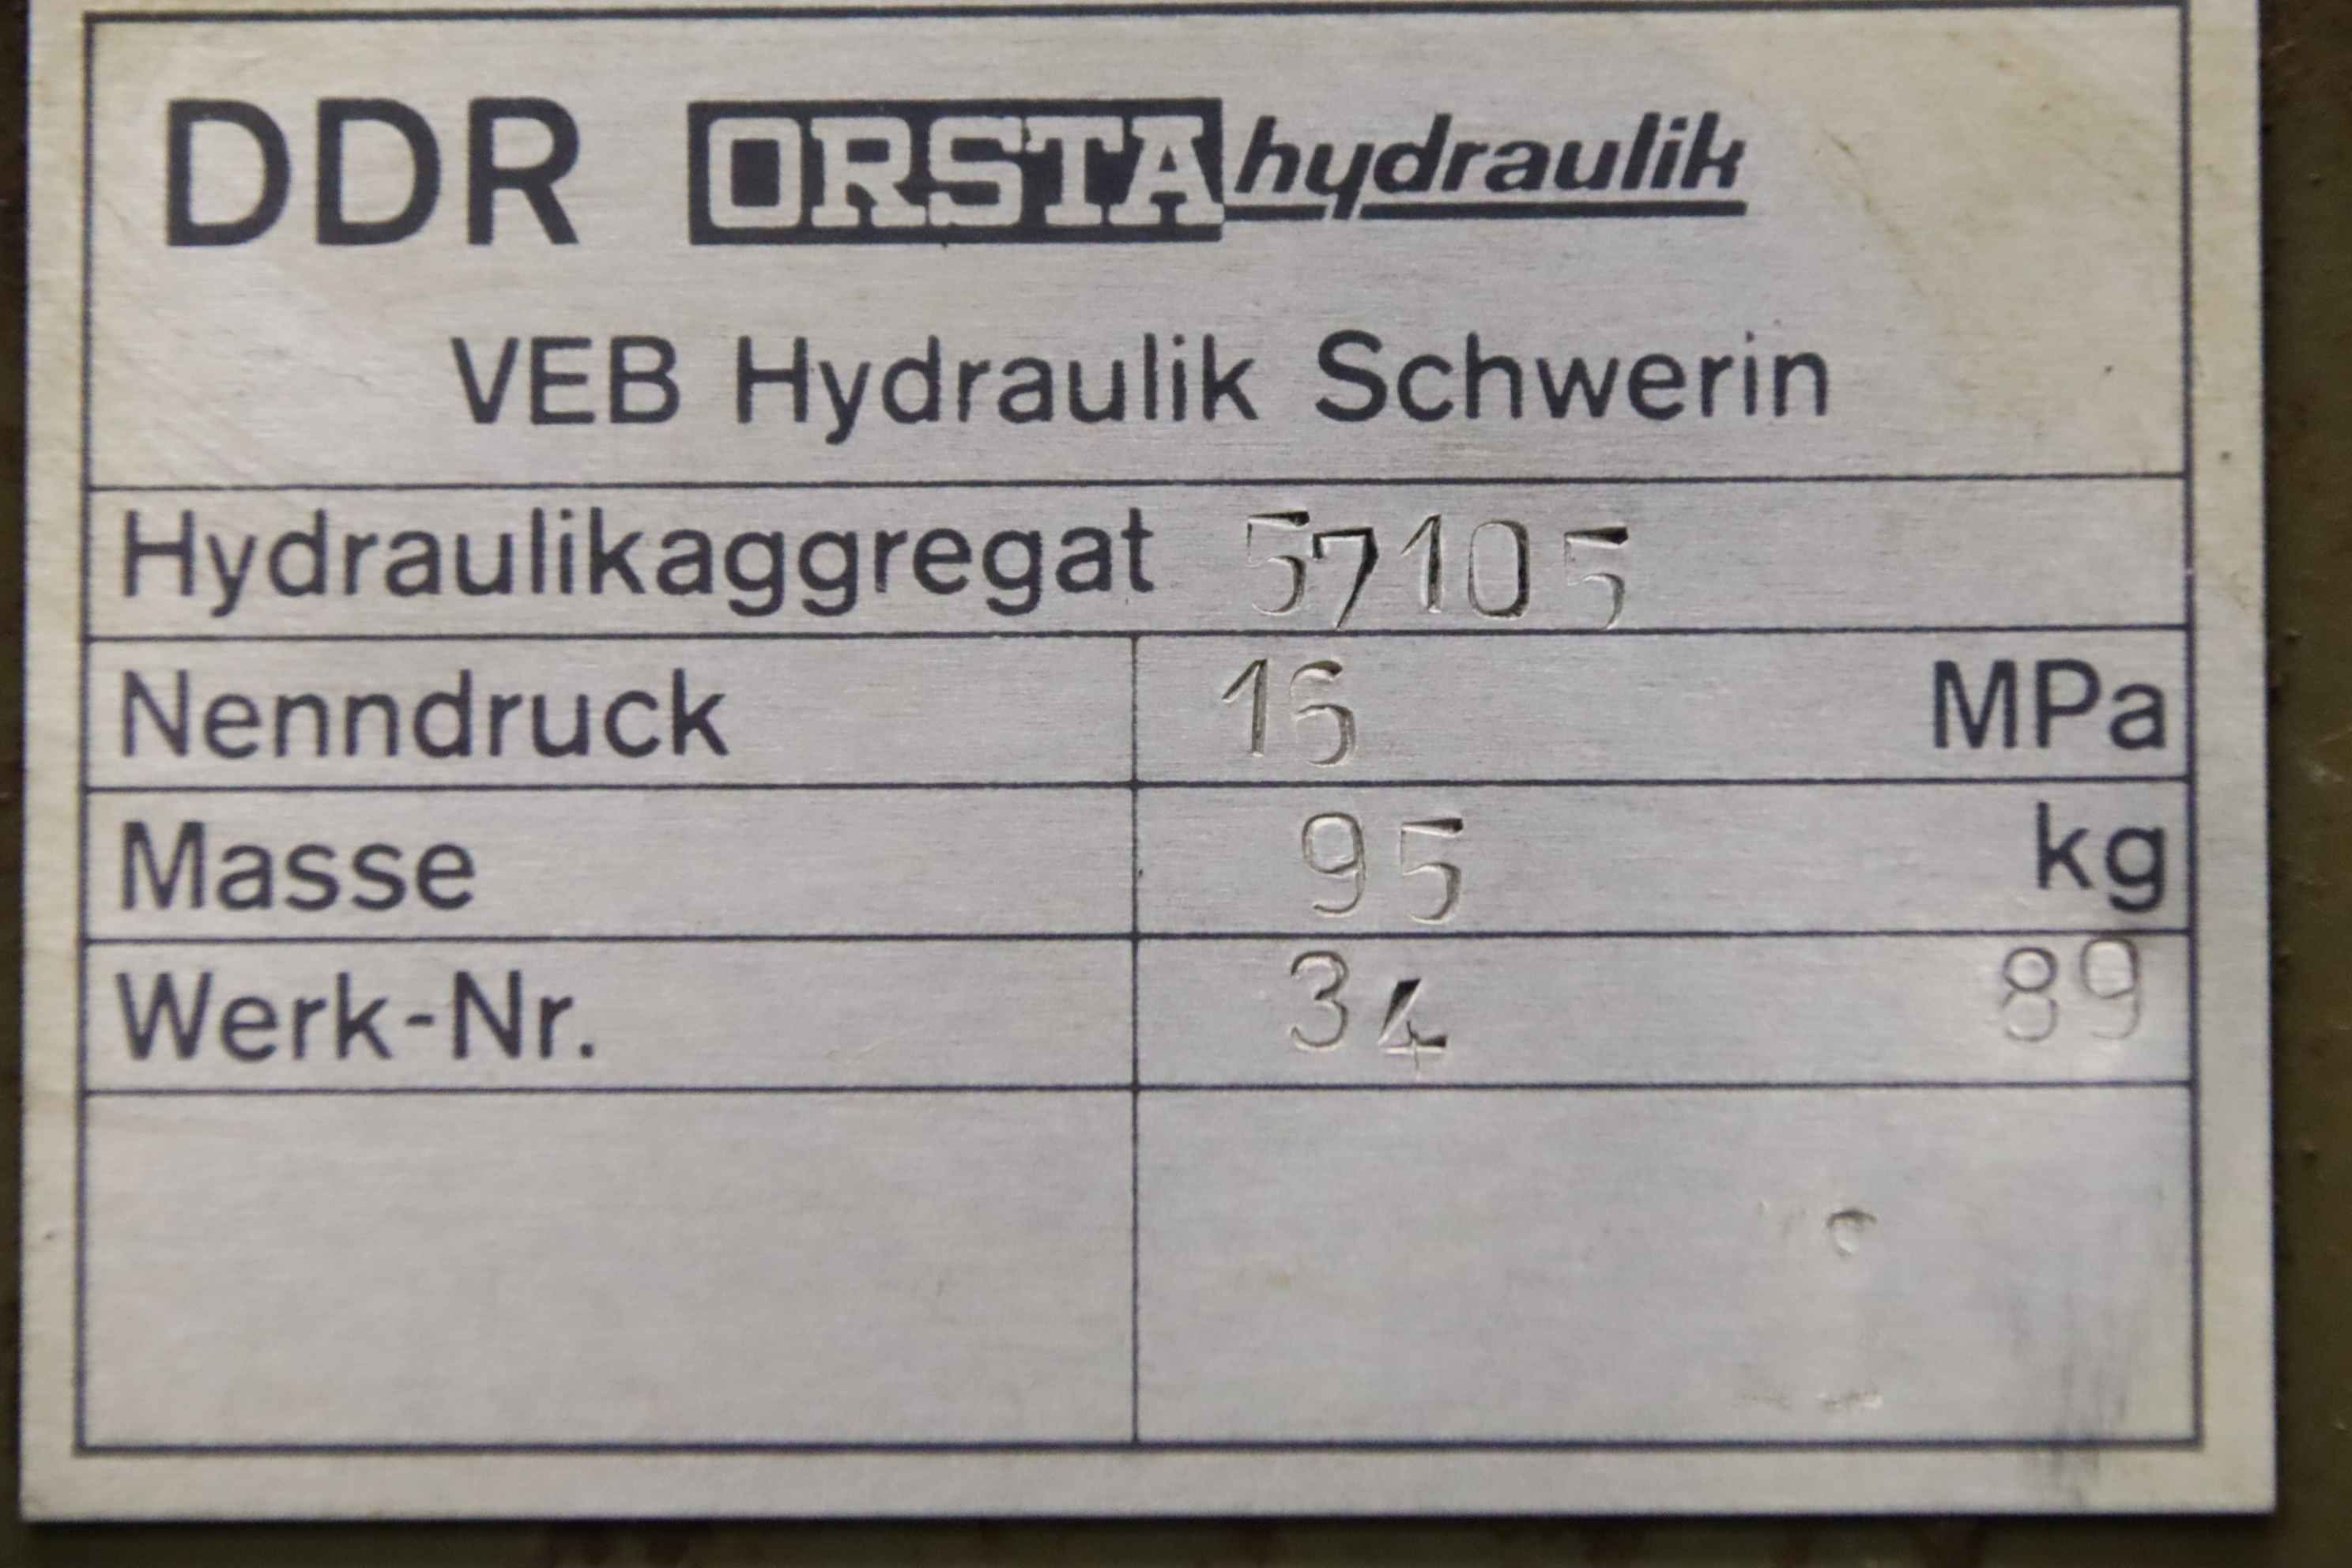 DDR ORSTA hydraulik
VEB Hydraulik Schwerin
Hydraulikaggregat 57105
Nenndruck 16 MPa
Masse 95 kg
Werk-Nr. 34 89